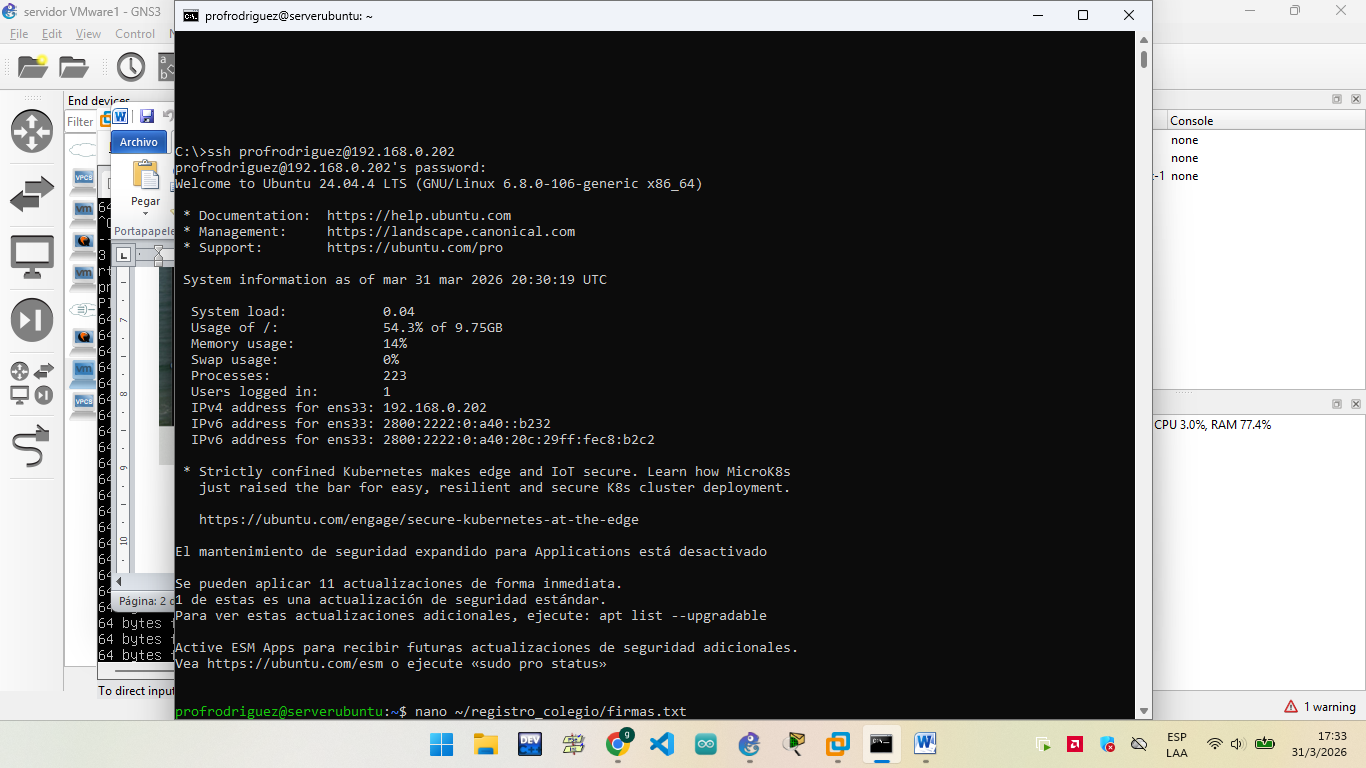 servidor VMware1 - GNS3
profrodriguez@serverubuntu: ~
File Edit View Control
End devices
Filter
Archivo
Pegar
Portapapele
Página: 2
64 bytes
64 bytes
64 bytes
To direct input
C:\>ssh profrodriguez@192.168.0.202
profrodriguez@192.168.0.202's password:
Welcome to Ubuntu 24.04.4 LTS (GNU/Linux 6.8.0-106-generic x86_64)
* Documentation: https://help.ubuntu.com
* Management: https://landscape.canonical.com
* Support: https://ubuntu.com/pro
System information as of mar 31 mar 2026 20:30:19 UTC
System load: 0.04
Usage of /: 54.3% of 9.75GB
Memory usage: 14%
Swap usage: 0%
Processes: 223
Users logged in: 1
IPv4 address for ens33: 192.168.0.202
IPv6 address for ens33: 2800:2222:0:a40::b232
IPv6 address for ens33: 2800:2222:0:a40:20c:29ff:fec8:b2c2
* Strictly confined Kubernetes makes edge and IoT secure. Learn how MicroK8s
just raised the bar for easy, resilient and secure K8s cluster deployment.
https://ubuntu.com/engage/secure-kubernetes-at-the-edge
El mantenimiento de seguridad expandido para Applications está desactivado
Se pueden aplicar 11 actualizaciones de forma inmediata.
1 de estas es una actualización de seguridad estándar.
Para ver estas actualizaciones adicionales, ejecute: apt list --upgradable
Active ESM Apps para recibir futuras actualizaciones de seguridad adicionales.
Vea https://ubuntu.com/esm o ejecute «sudo pro status»
profrodriguez@serverubuntu:~$ nano ~/registro_colegio/firmas.txt
Console
none
none
none
CPU 3.0%, RAM 77.4%
1 warning
ESP
LAA
17:33
31/3/2026